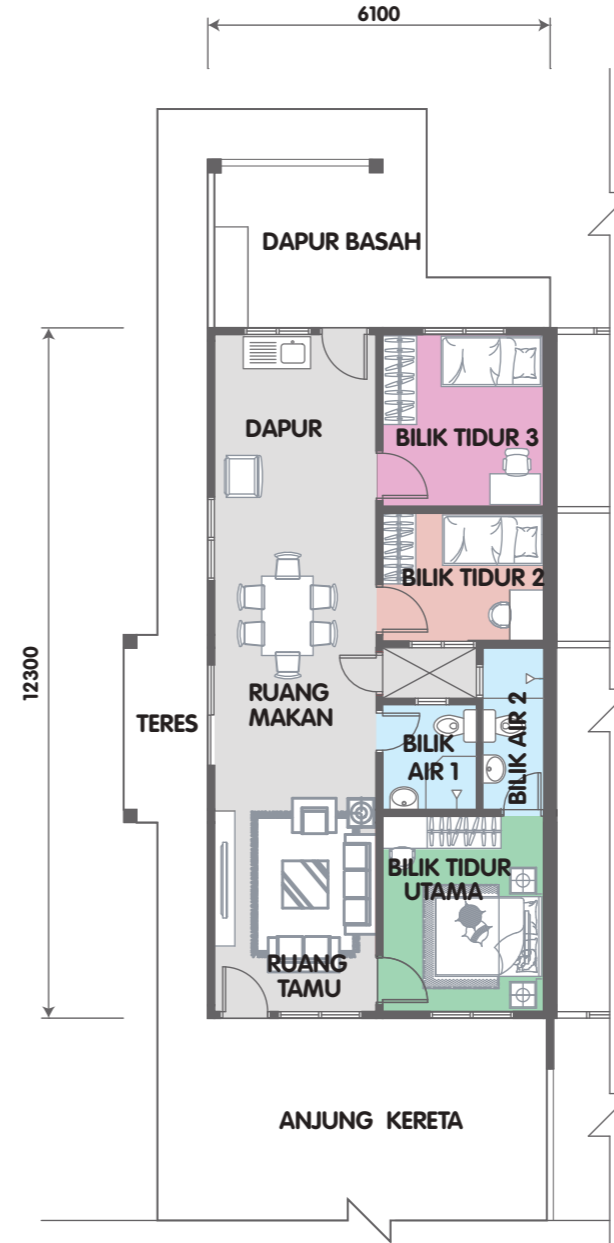 6100
DAPUR BASAH
DAPUR
BILIK TIDUR 3
BILIK TIDUR 2
12300
RUANG
MAKAN
TERES
BILIK
AIR 1
BILIK AIR 2
BILIK TIDUR
UTAMA
RUANG
TAMU
ANJUNG KERETA